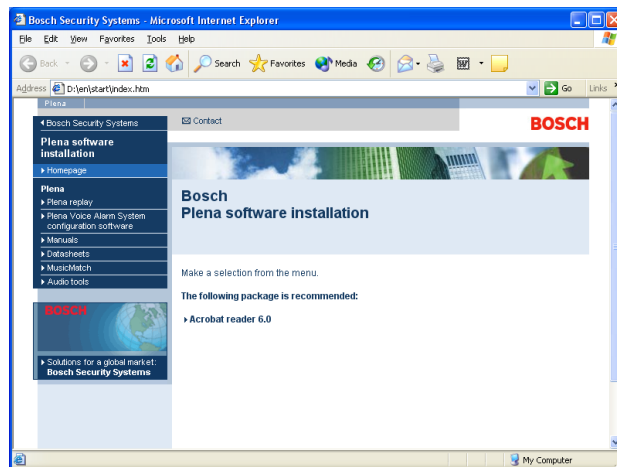 Bosch Security Systems - Microsoft Internet Explorer
File Edit View Favorites Tools Help
Back Search Favorites Media
Address D:\en\start\index.htm Go Links
Plena
Bosch Security Systems
Contact
BOSCH
Plena software
installation
Homepage
Plena
Plena replay
Plena Voice Alarm System
configuration software
Manuals
Datasheets
MusicMatch
Audio tools
Bosch
Plena software installation
Make a selection from the menu.
The following package is recommended:
Acrobat reader 6.0
BOSCH
Solutions for a global market:
Bosch Security Systems
My Computer